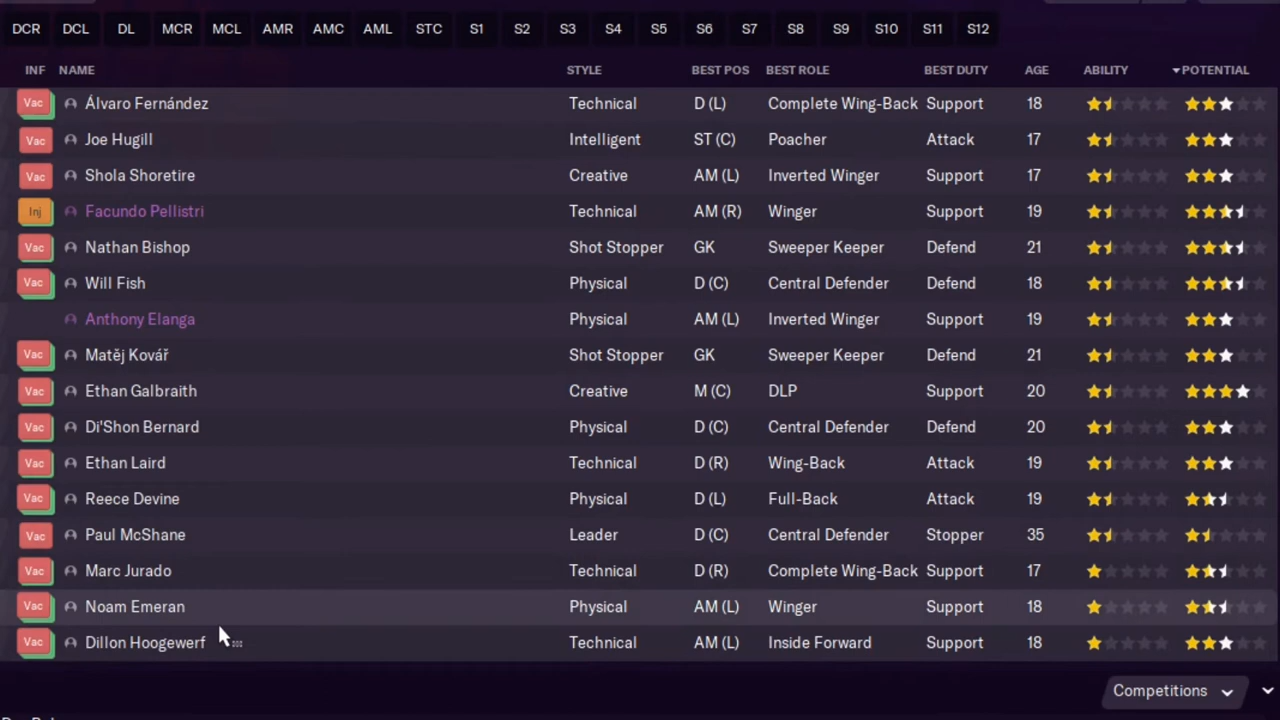 DCR DCL DL MCR MCL AMR AMC AML STC S1 S2 S3 S4 S5 S6 S7 S8 S9 S10 S11 S12
INF NAME STYLE BEST POS BEST ROLE BEST DUTY AGE ABILITY POTENTIAL
Vac Álvaro Fernández Technical D (L) Complete Wing-Back Support 18
Vac Joe Hugill Intelligent ST (C) Poacher Attack 17
Vac Shola Shoretire Creative AM (L) Inverted Winger Support 17
Inj Facundo Pellistri Technical AM (R) Winger Support 19
Vac Nathan Bishop Shot Stopper GK Sweeper Keeper Defend 21
Vac Will Fish Physical D (C) Central Defender Defend 18
Anthony Elanga Physical AM (L) Inverted Winger Support 19
Vac Matěj Kovář Shot Stopper GK Sweeper Keeper Defend 21
Vac Ethan Galbraith Creative M (C) DLP Support 20
Vac Di'Shon Bernard Physical D (C) Central Defender Defend 20
Vac Ethan Laird Technical D (R) Wing-Back Attack 19
Vac Reece Devine Physical D (L) Full-Back Attack 19
Vac Paul McShane Leader D (C) Central Defender Stopper 35
Vac Marc Jurado Technical D (R) Complete Wing-Back Support 17
Vac Noam Emeran Physical AM (L) Winger Support 18
Vac Dillon Hoogewerf Technical AM (L) Inside Forward Support 18
Competitions